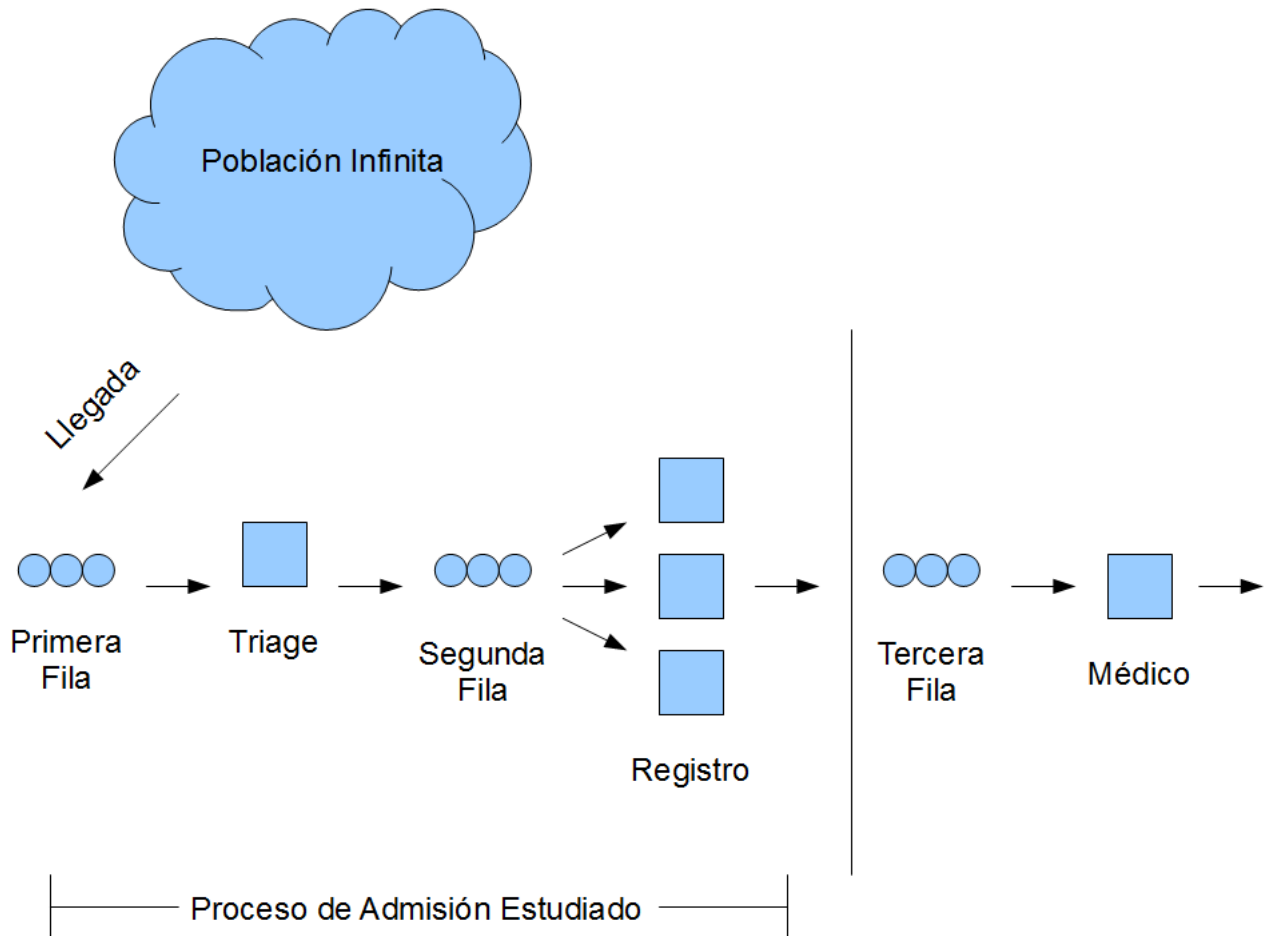 Población Infinita
Llegada
Primera
Fila
Triage
Segunda
Fila
Registro
Tercera
Fila
Médico
Proceso de Admisión Estudiado